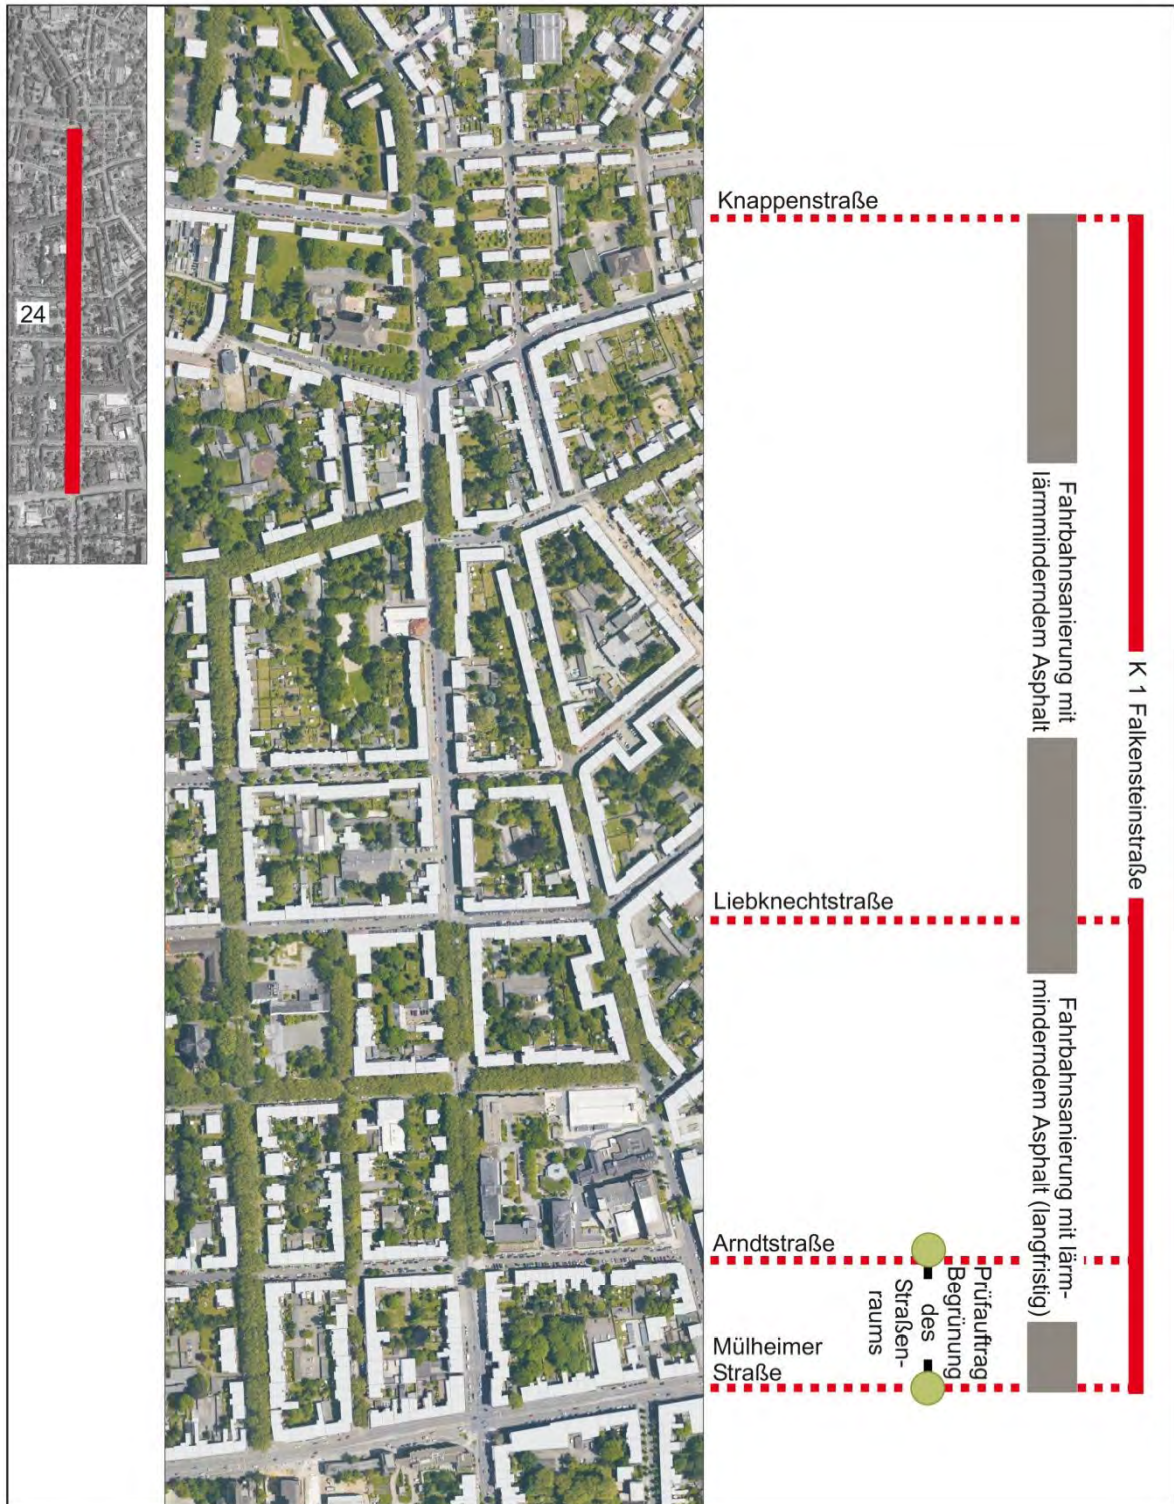 24
Knappenstraße
Liebknechtstraße
Arndtstraße
Mülheimer
Straße
K 1 Falkensteinstraße
Fahrbahnsanierung mit
lärmminderndem Asphalt
Fahrbahnsanierung mit lärm-
minderndem Asphalt (langfristig)
Prüfauftrag
Begrünung
des
Straßen-
raums